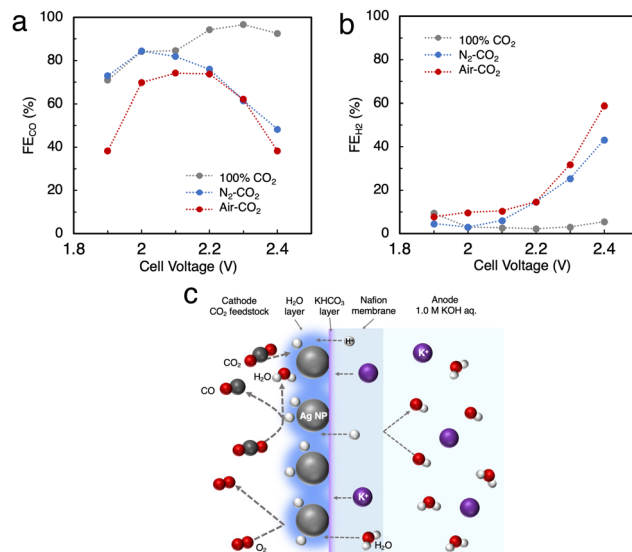 a
FE_CO (%)
100
80
60
40
20
0
1.8
2
2.2
2.4
Cell Voltage (V)
100% CO₂
N₂-CO₂
Air-CO₂
b
FE_H2 (%)
100
80
60
40
20
0
1.8
2
2.2
2.4
Cell Voltage (V)
100% CO₂
N₂-CO₂
Air-CO₂
c
Cathode
CO₂ feedstock
H₂O
layer
KHCO₃
layer
Nafion
membrane
Anode
1.0 M KOH aq.
CO₂
H⁺
K⁺
H₂O
CO
Ag NP
K⁺
O₂
H₂O